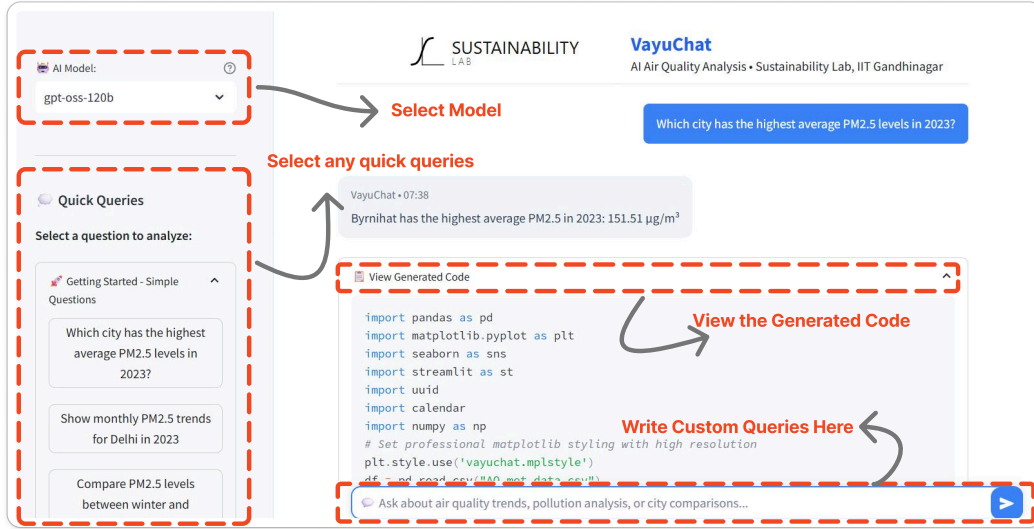 AI Model:
gpt-oss-120b
Select Model
Select any quick queries
Quick Queries
Select a question to analyze:
Getting Started - Simple
Questions
Which city has the highest
average PM2.5 levels in
2023?
Show monthly PM2.5 trends
for Delhi in 2023
Compare PM2.5 levels
between winter and
SUSTAINABILITY
LAB
VayuChat
AI Air Quality Analysis • Sustainability Lab, IIT Gandhinagar
Which city has the highest average PM2.5 levels in 2023?
VayuChat • 07:38
Byrnihat has the highest average PM2.5 in 2023: 151.51 µg/m³
View Generated Code
View the Generated Code
import pandas as pd
import matplotlib.pyplot as plt
import seaborn as sns
import streamlit as st
import uuid
import calendar
import numpy as np
# Set professional matplotlib styling with high resolution
plt.style.use('vayuchat.mplstyle')
df = pd.read_csv("AQ_met_data.csv")
Write Custom Queries Here
Ask about air quality trends, pollution analysis, or city comparisons...